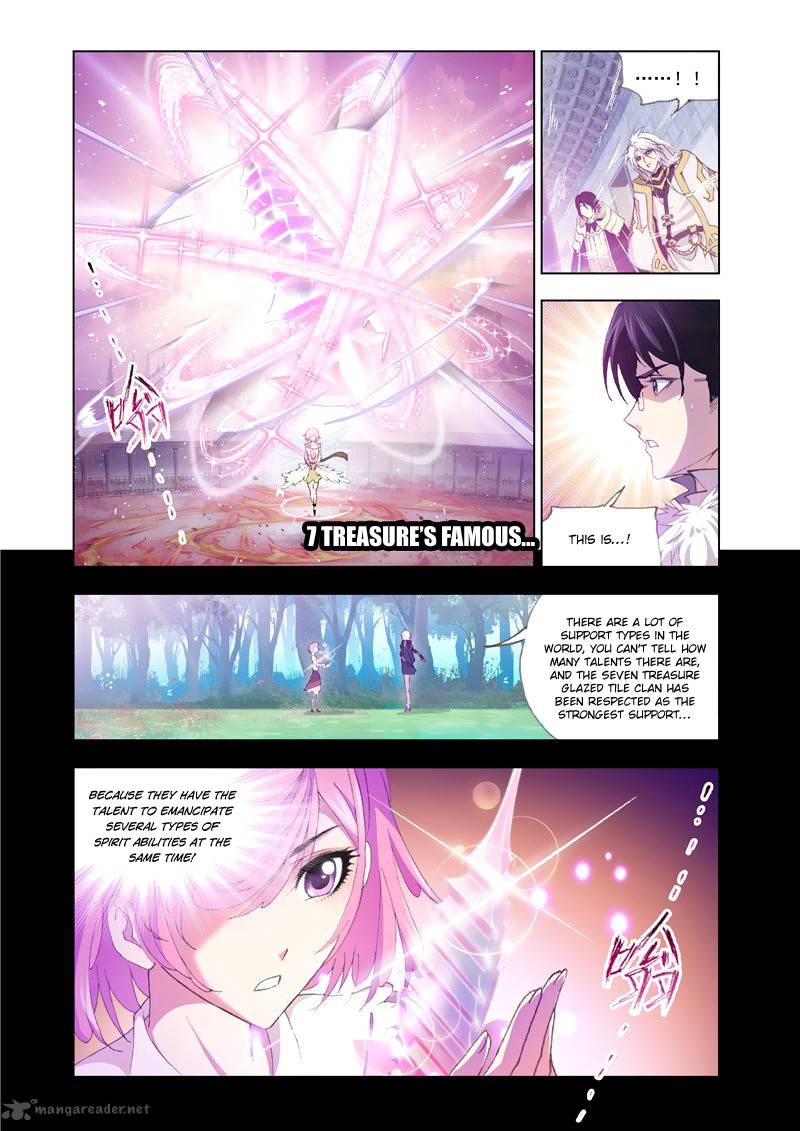 ......!!
嗡
7 TREASURE'S FAMOUS...
THIS IS...!
THERE ARE A LOT OF
SUPPORT TYPES IN THE
WORLD, YOU CAN'T TELL HOW
MANY TALENTS THERE ARE,
AND THE SEVEN TREASURE
GLAZED TILE CLAN HAS
BEEN RESPECTED AS THE
STRONGEST SUPPORT...
BECAUSE THEY HAVE THE
TALENT TO EMANCIPATE
SEVERAL TYPES OF
SPIRIT ABILITIES AT THE
SAME TIME!
嗡
mangareader.net